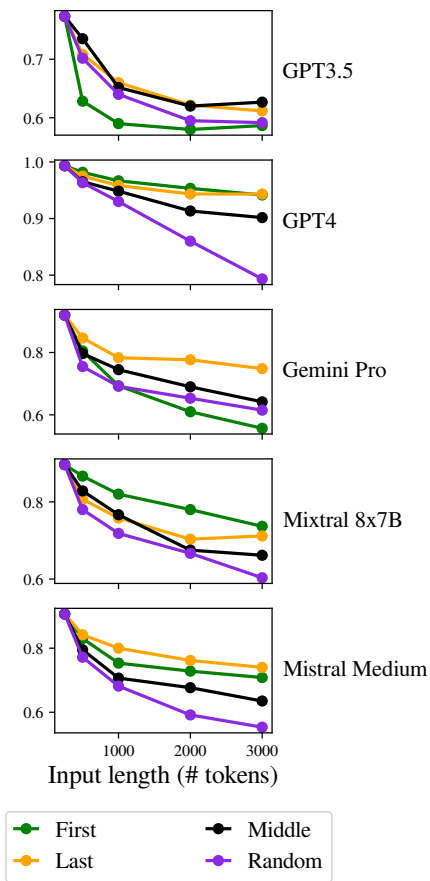 0.7
0.6
GPT3.5
1.0
0.9
0.8
GPT4
0.8
0.6
Gemini Pro
0.8
0.6
Mixtral 8x7B
0.8
0.6
Mistral Medium
1000 2000 3000
Input length (# tokens)
First Middle
Last Random